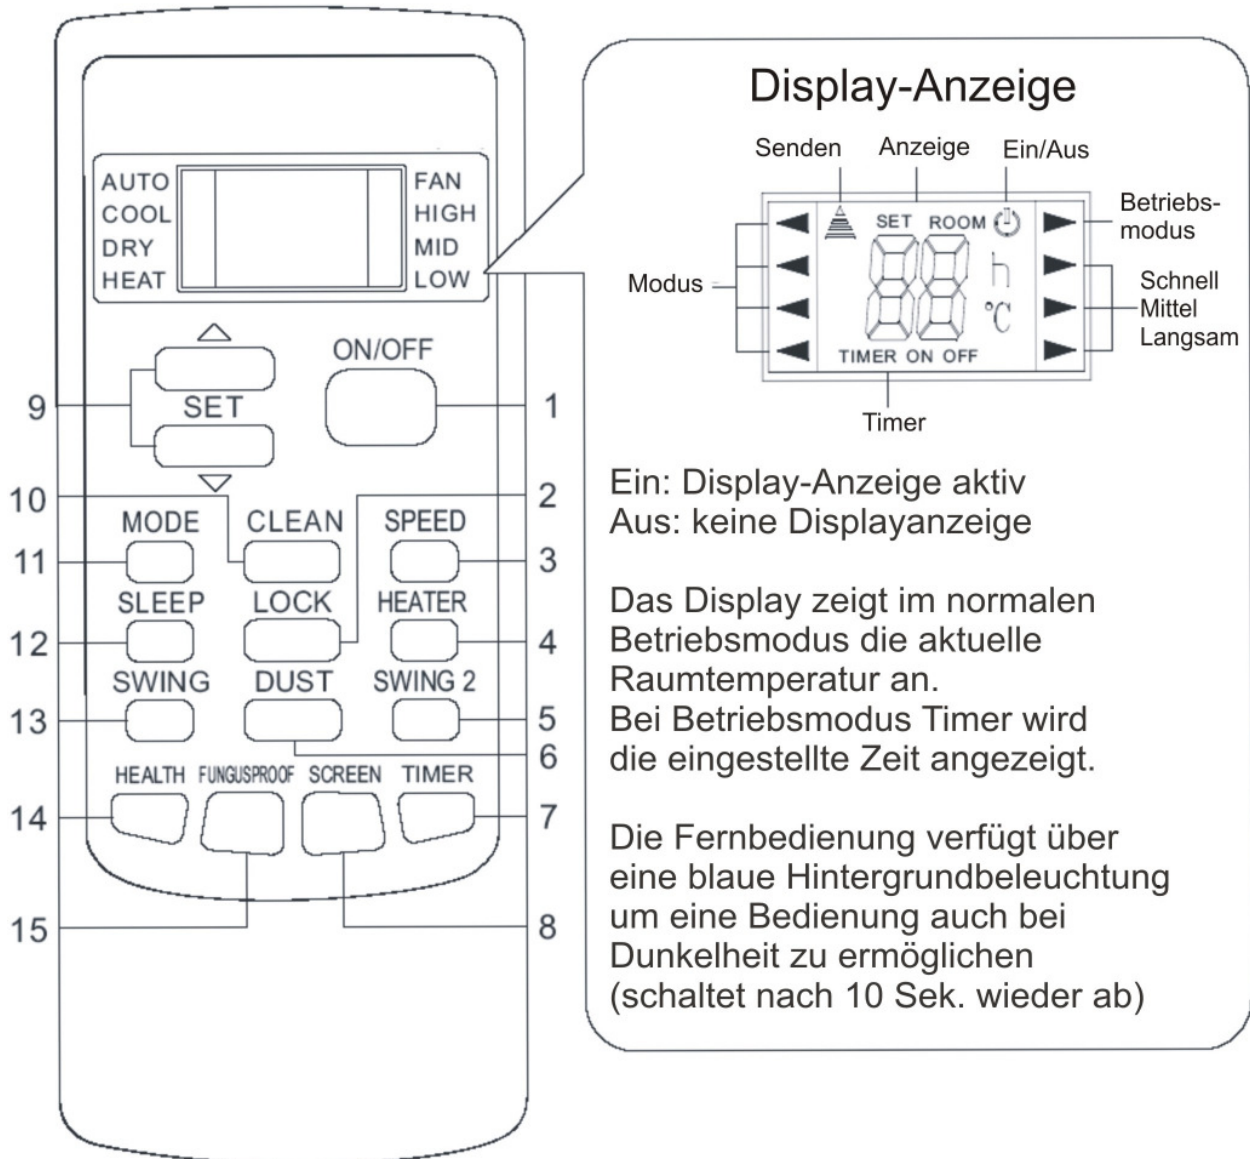 AUTO
COOL
DRY
HEAT
FAN
HIGH
MID
LOW
ON/OFF
SET
9
1
10
2
MODE CLEAN SPEED
11
3
SLEEP LOCK HEATER
12
4
SWING DUST SWING 2
13
5
6
HEALTH FUNGUSPROOF SCREEN TIMER
14
7
15
8
Display-Anzeige
Senden Anzeige Ein/Aus
SET ROOM
88
h
°C
TIMER ON OFF
Modus
Betriebs-
modus
Schnell
Mittel
Langsam
Timer
Ein: Display-Anzeige aktiv
Aus: keine Displayanzeige
Das Display zeigt im normalen
Betriebsmodus die aktuelle
Raumtemperatur an.
Bei Betriebsmodus Timer wird
die eingestellte Zeit angezeigt.
Die Fernbedienung verfügt über
eine blaue Hintergrundbeleuchtung
um eine Bedienung auch bei
Dunkelheit zu ermöglichen
(schaltet nach 10 Sek. wieder ab)